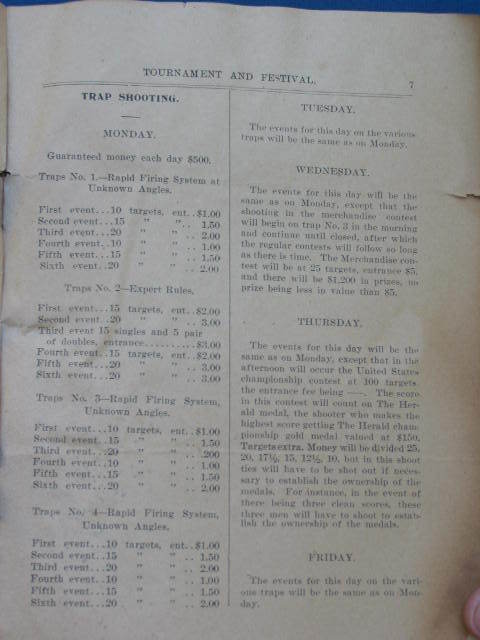 TOURNAMENT AND FESTIVAL. 7
TRAP SHOOTING.
MONDAY.
Guaranteed money each day $500.
Traps No. 1.—Rapid Firing System at
Unknown Angles.
First event...10 targets, ent..$1.00
Second event...15 " " .. 1.50
Third event...20 " " .. 2.00
Fourth event..10 " " .. 1.00
Fifth event...15 " " .. 1.50
Sixth event...20 " " .. 2.00
Traps No. 2—Expert Rules.
First event...15 targets, ent..$2.00
Second event..20 " " .. 3.00
Third event 15 singles and 5 pair
of doubles, entrance.........$3.00
Fourth event..15 targets, ent..$2.00
Fifth event...20 " " .. 3.00
Sixth event...20 " " .. 3.00
Traps No. 3—Rapid Firing System,
Unknown Angles.
First event...10 targets, ent..$1.00
Second event..15 " " .. 1.50
Third event...20 " " .. .200
Fourth event..10 " " .. 1.00
Fifth event...15 " " .. 1.50
Sixth event...20 " " .. 2.00
Traps No. 4—Rapid Firing System,
Unknown Angles.
First event...10 targets, ent..$1.00
Second event..15 " " .. 1.50
Third event...20 " " .. 2.00
Fourth event..10 " " .. 1.00
Fifth event...15 " " .. 1.50
Sixth event...20 " " .. 2.00
TUESDAY.
The events for this day on the various
traps will be the same as on Monday.
WEDNESDAY.
The events for this day will be the
same as on Monday, except that the
shooting in the merchandise contest
will begin on trap No. 3 in the morning
and continue until closed, after which
the regular contests will follow so long
as there is time. The Merchandise con-
test will be at 25 targets, entrance $5,
and there will be $1,200 in prizes, no
prize being less in value than $5.
THURSDAY.
The events for this day will be the
same as on Monday, except that in the
afternoon will occur the United States
championship contest at 100 targets.
the entrance fee being ——. The score
in this contest will count on The Her-
ald medal, the shooter who makes the
highest score getting The Herald cham-
pionship gold medal valued at $150,
Targets extra. Money will be divided 25,
20, 17½, 15, 12½, 10, but in this shoot
ties will have to be shot out if neces-
sary to establish the ownership of the
medals. For instance, in the event of
there being three clean scores, these
three men will have to shoot to estab-
lish the ownership of the medals.
FRIDAY.
The events for this day on the vari-
ous traps will be the same as on Mon-
day.